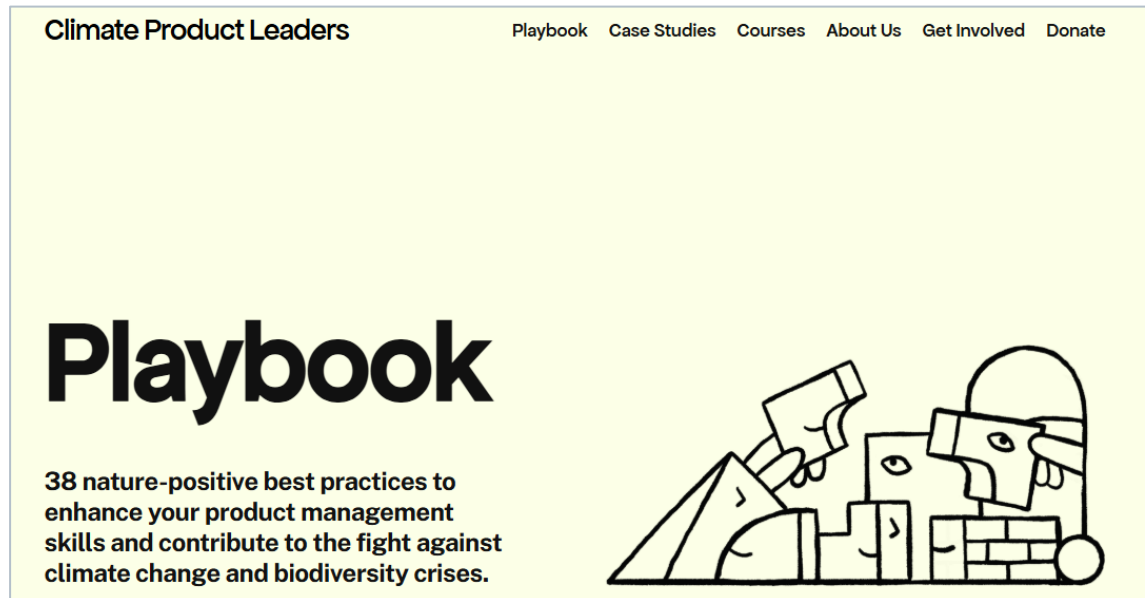 Climate Product Leaders
Playbook Case Studies Courses About Us Get Involved Donate
Playbook
38 nature-positive best practices to
enhance your product management
skills and contribute to the fight against
climate change and biodiversity crises.